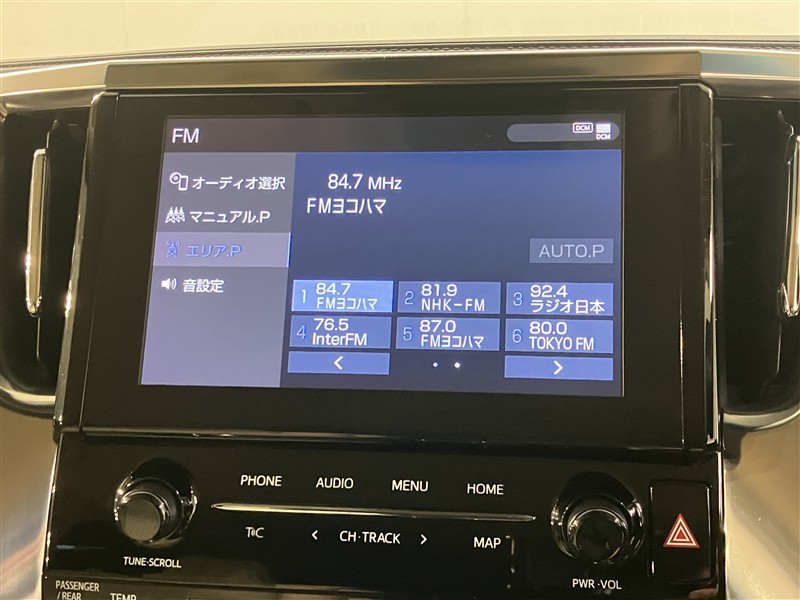 FM
DCM
DCM
オーディオ選択
マニュアル.P
エリア.P
音設定
84.7 MHz
FMヨコハマ
AUTO.P
1 84.7 FMヨコハマ
2 81.9 NHK-FM
3 92.4 ラジオ日本
4 76.5 InterFM
5 87.0 FMヨコハマ
6 80.0 TOKYO FM
< >
PHONE AUDIO MENU HOME
T@C < CH·TRACK > MAP
TUNE·SCROLL
PWR·VOL
PASSENGER
/REAR
TEMP